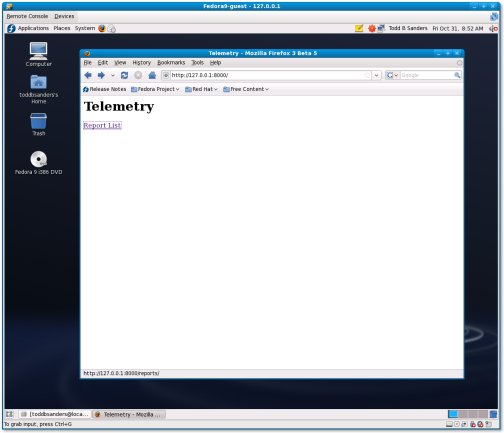 Fedora9-guest - 127.0.0.1
Remote Console Devices
Applications Places System
Todd B Sanders Fri Oct 31, 8:52 AM
Computer
toddbsanders's
Home
Trash
Fedora 9 i386 DVD
Telemetry - Mozilla Firefox 3 Beta 5
File Edit View History Bookmarks Tools Help
http://127.0.0.1:8000/
Google
Release Notes Fedora Project Red Hat Free Content
Telemetry
Report List
http://127.0.0.1:8000/reports/
[toddbsanders@loca... Telemetry - Mozilla ...
To grab input, press Ctrl+G